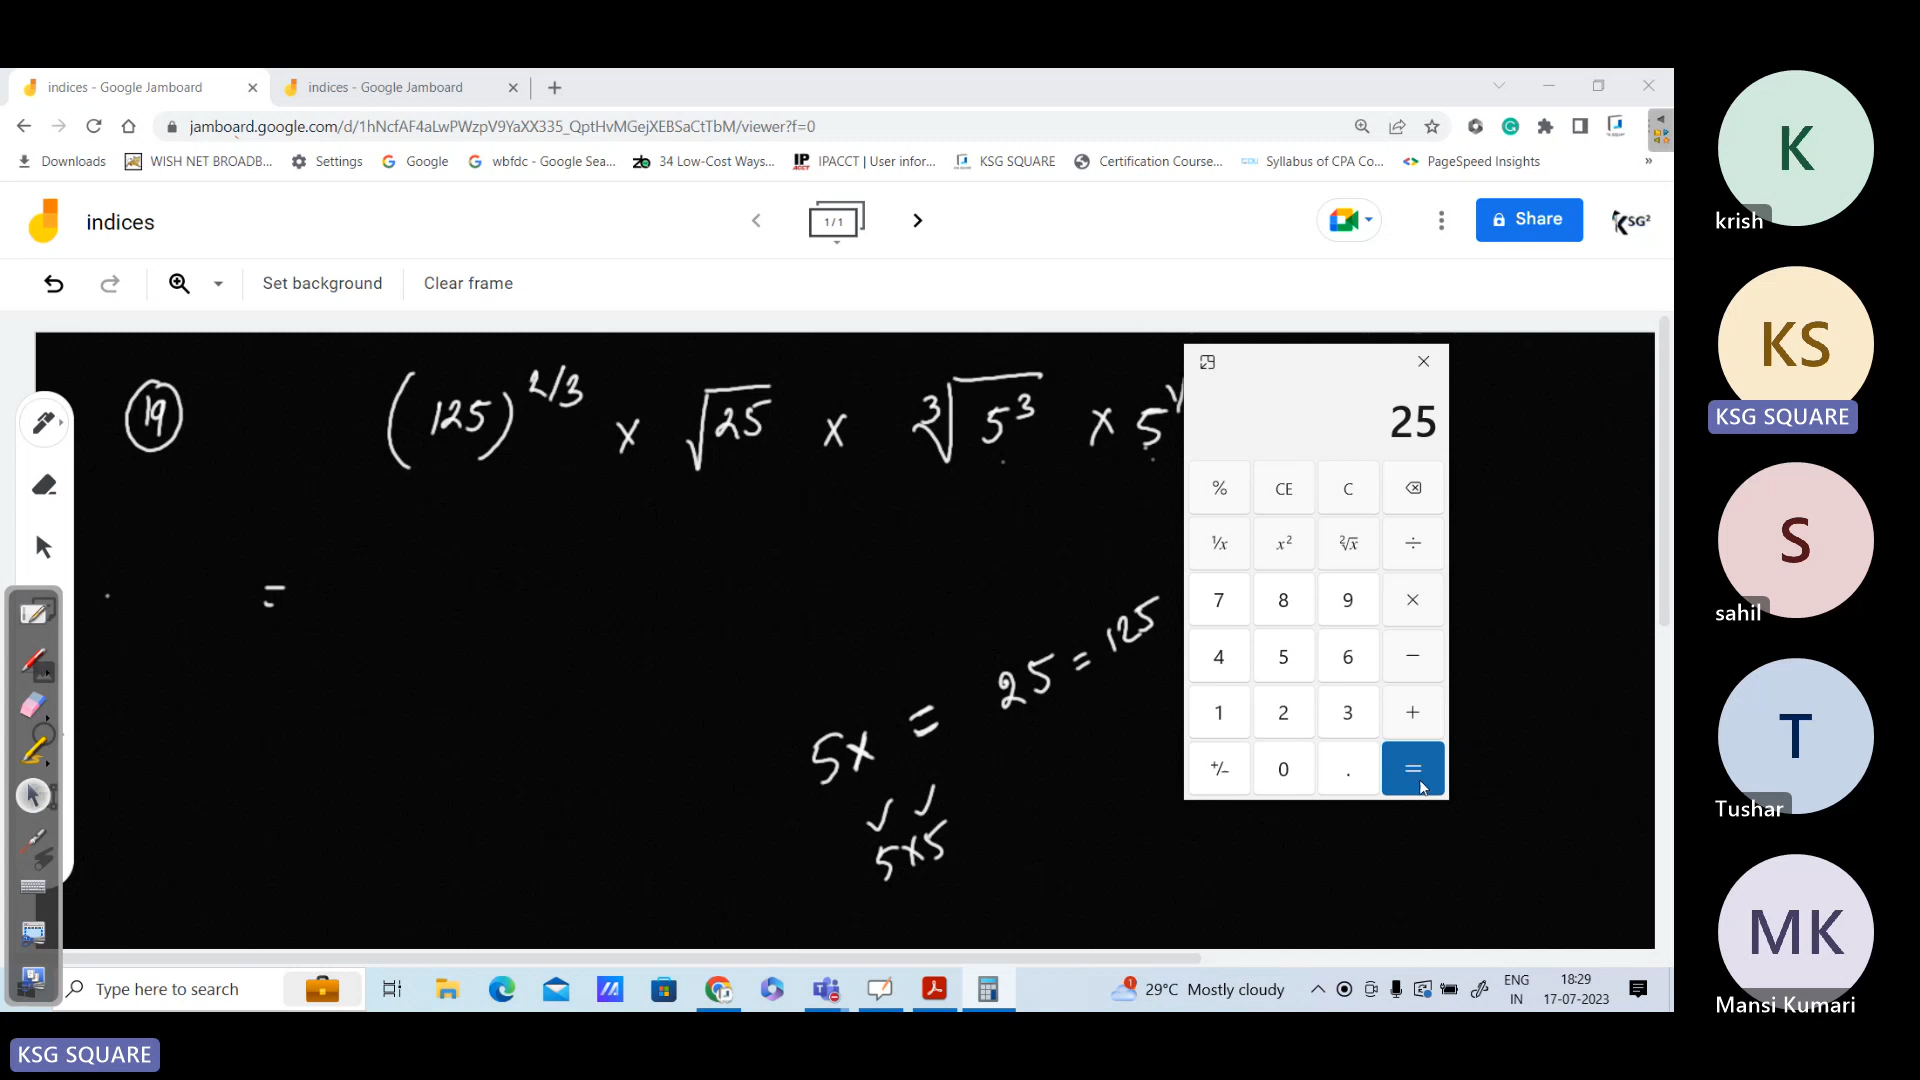 indices - Google Jamboard
indices - Google Jamboard
jamboard.google.com/d/1hNcfAF4aLwPWzpV9YaXX335_QptHvMGejXEBSaCtTbM/viewer?f=0
Downloads WISH NET BROADB... Settings Google wbfdc - Google Sea... 34 Low-Cost Ways... IPACCT | User infor... KSG SQUARE Certification Course... Syllabus of CPA Co... PageSpeed Insights »
indices 1/1 Share KSG²
Set background Clear frame
19 (125)^2/3 x √25 x ∛5³ x 5
=
5x = 25 = 125
5x5
25
% CE C
¹/x x² ²√x ÷
7 8 9 ×
4 5 6 −
1 2 3 +
+/− 0 . =
K
krish
KS
KSG SQUARE
S
sahil
T
Tushar
MK
Mansi Kumari
Type here to search 1 29°C Mostly cloudy ENG IN 18:29 17-07-2023
KSG SQUARE